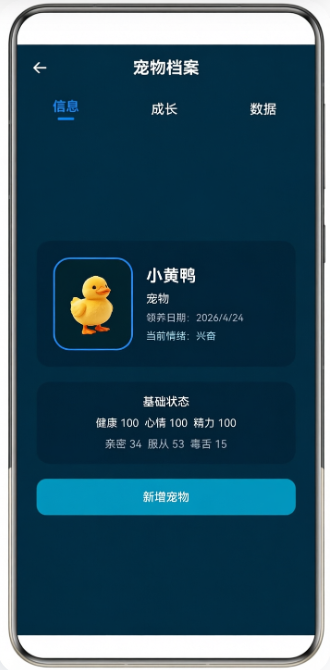 宠物档案
信息 成长 数据
小黄鸭
宠物
领养日期：2026/4/24
当前情绪：兴奋
基础状态
健康 100 心情 100 精力 100
亲密 34 服从 53 毒舌 15
新增宠物